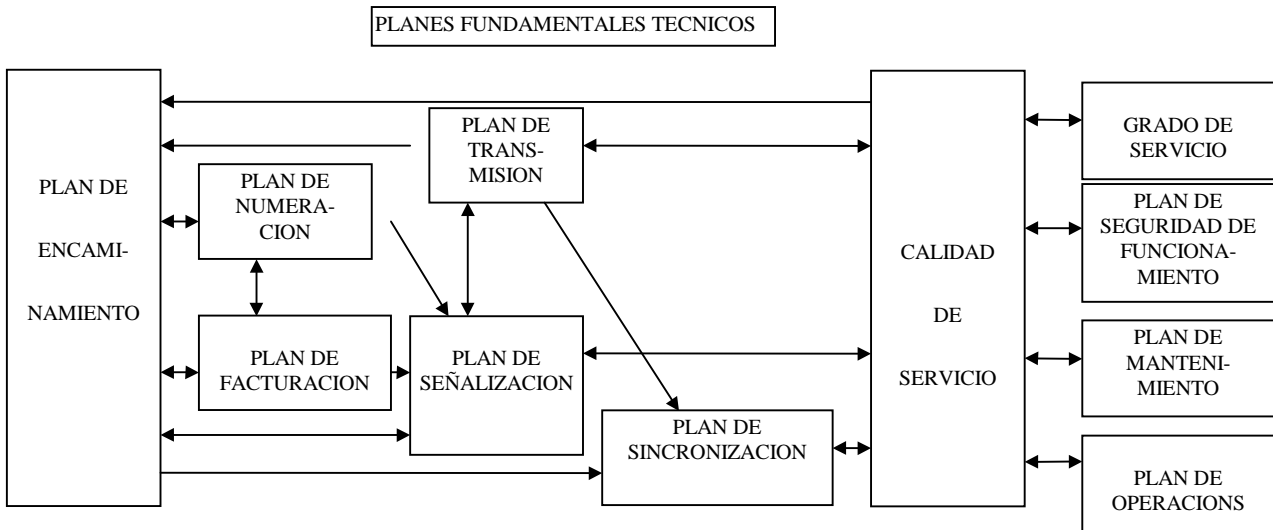 PLANES FUNDAMENTALES TECNICOS
PLAN DE
ENCAMI-
NAMIENTO
PLAN DE
NUMERA-
CION
PLAN DE
FACTURACION
PLAN DE
TRANS-
MISION
PLAN DE
SEÑALIZACION
PLAN DE
SINCRONIZACION
CALIDAD
DE
SERVICIO
GRADO DE
SERVICIO
PLAN DE
SEGURIDAD DE
FUNCIONA-
MIENTO
PLAN DE
MANTENI-
MIENTO
PLAN DE
OPERACIONS